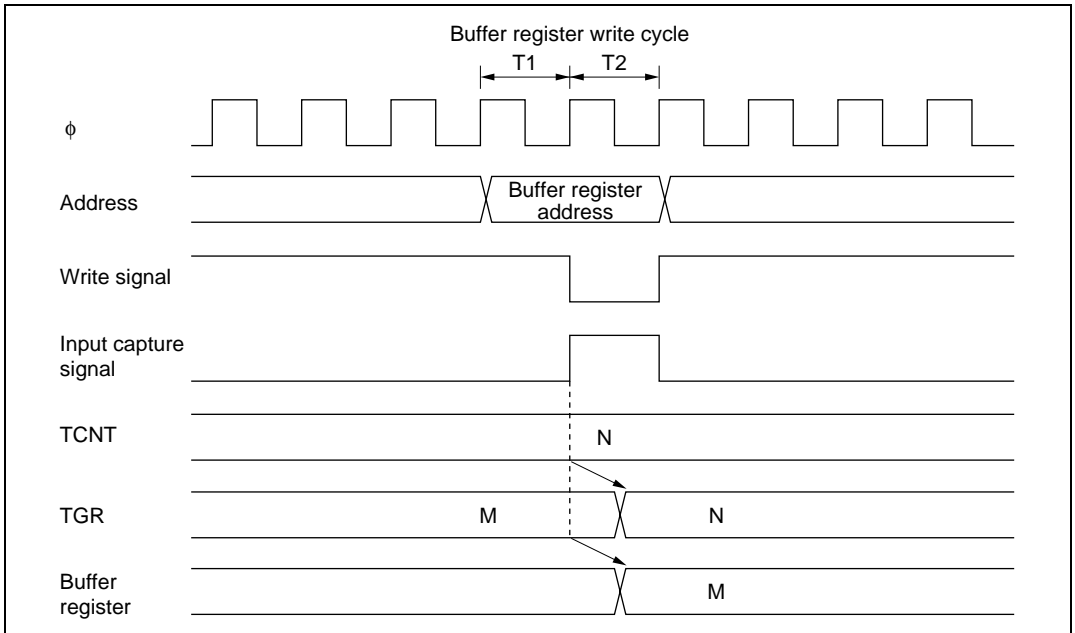 Buffer register write cycle
T1 T2
ϕ
Address
Buffer register
address
Write signal
Input capture
signal
TCNT
N
TGR
M N
Buffer
register
M